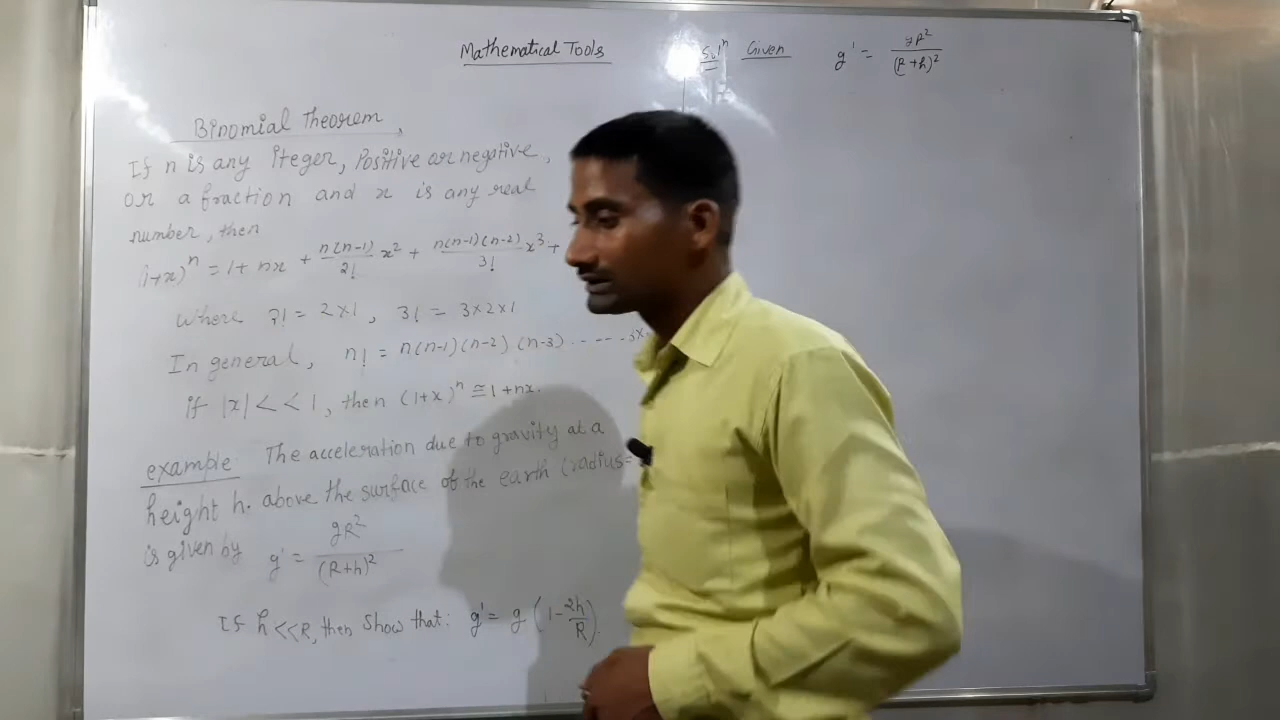 Mathematical Tools
Binomial Theorem,
If n is any iteger, Positive or negative,
or a fraction and x is any real
number, then
(1+x)^n = 1 + nx + n(n-1)/2! x² + n(n-1)(n-2)/3! x³ +
where 2! = 2×1, 3! = 3×2×1
In general, n! = n(n-1)(n-2)(n-3) ...... 3×
if |x| << 1, then (1+x)^n ≅ 1+nx.
example: The acceleration due to gravity at a
height h. above the surface of the earth (radius=
is given by g' = gR²/(R+h)²
If h<<R, then Show that: g' = g (1-2h/R).
Solⁿ Given g' = gR²/(R+h)²